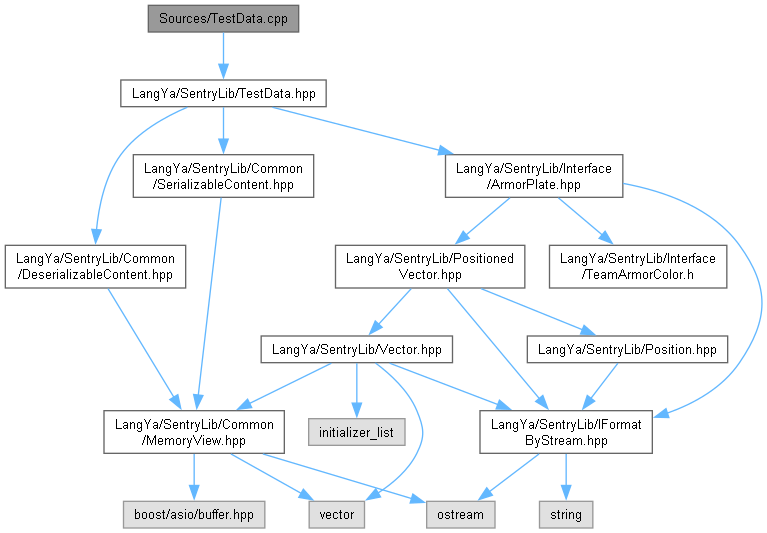 Sources/TestData.cpp
LangYa/SentryLib/TestData.hpp
LangYa/SentryLib/Common
/SerializableContent.hpp
LangYa/SentryLib/Interface
/ArmorPlate.hpp
LangYa/SentryLib/Common
/DeserializableContent.hpp
LangYa/SentryLib/Positioned
Vector.hpp
LangYa/SentryLib/Interface
/TeamArmorColor.h
LangYa/SentryLib/Vector.hpp
LangYa/SentryLib/Position.hpp
LangYa/SentryLib/Common
/MemoryView.hpp
initializer_list
LangYa/SentryLib/IFormat
ByStream.hpp
boost/asio/buffer.hpp
vector
ostream
string